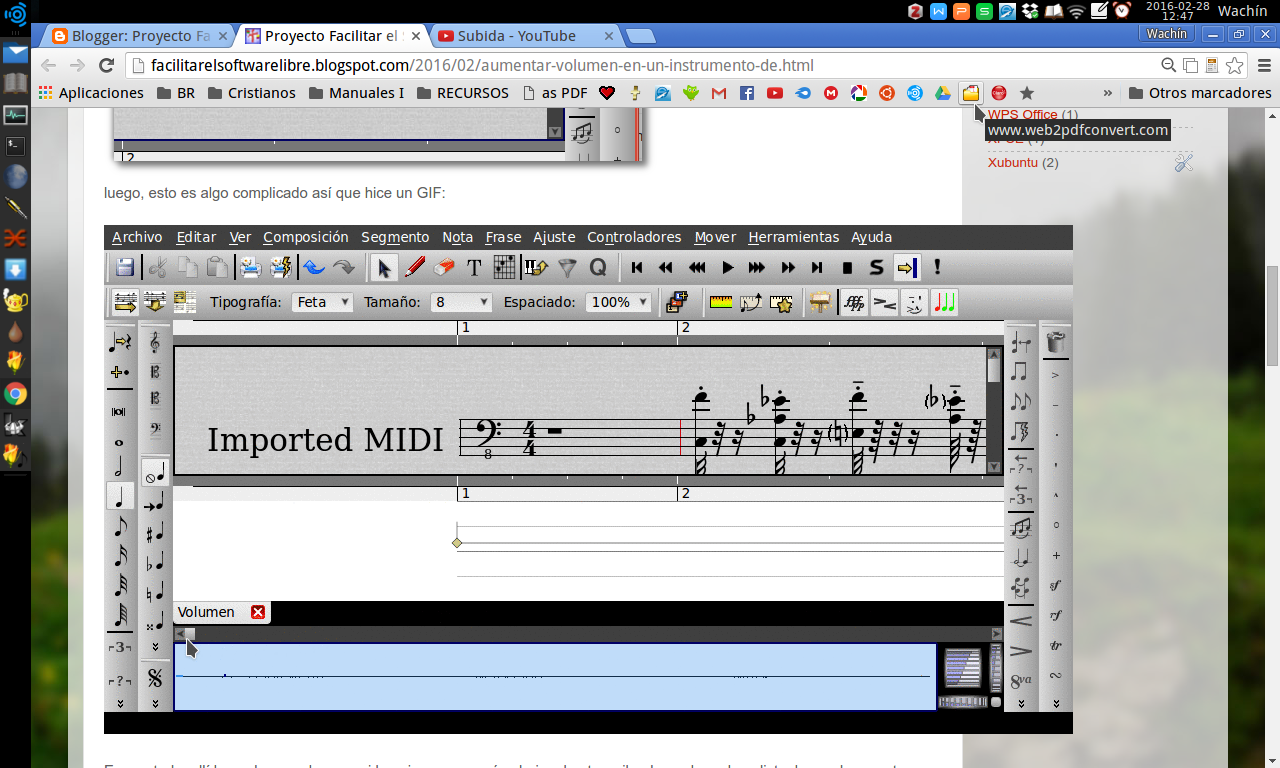 2016-02-28
12:47
Wachín
Blogger: Proyecto Fa
Proyecto Facilitar el S
Subida - YouTube
Wachín
facilitarelsoftwarelibre.blogspot.com/2016/02/aumentar-volumen-en-un-instrumento-de.html
Aplicaciones
BR
Cristianos
Manuales I
RECURSOS
as PDF
»
Otros marcadores
WPS Office (1)
www.web2pdfconvert.com
Xubuntu (2)
2
luego, esto es algo complicado así que hice un GIF:
Archivo Editar Ver Composición Segmento Nota Frase Ajuste Controladores Mover Herramientas Ayuda
Tipografía: Feta Tamaño: 8 Espaciado: 100%
1 2
Imported MIDI
8
4
4
1 2
Volumen